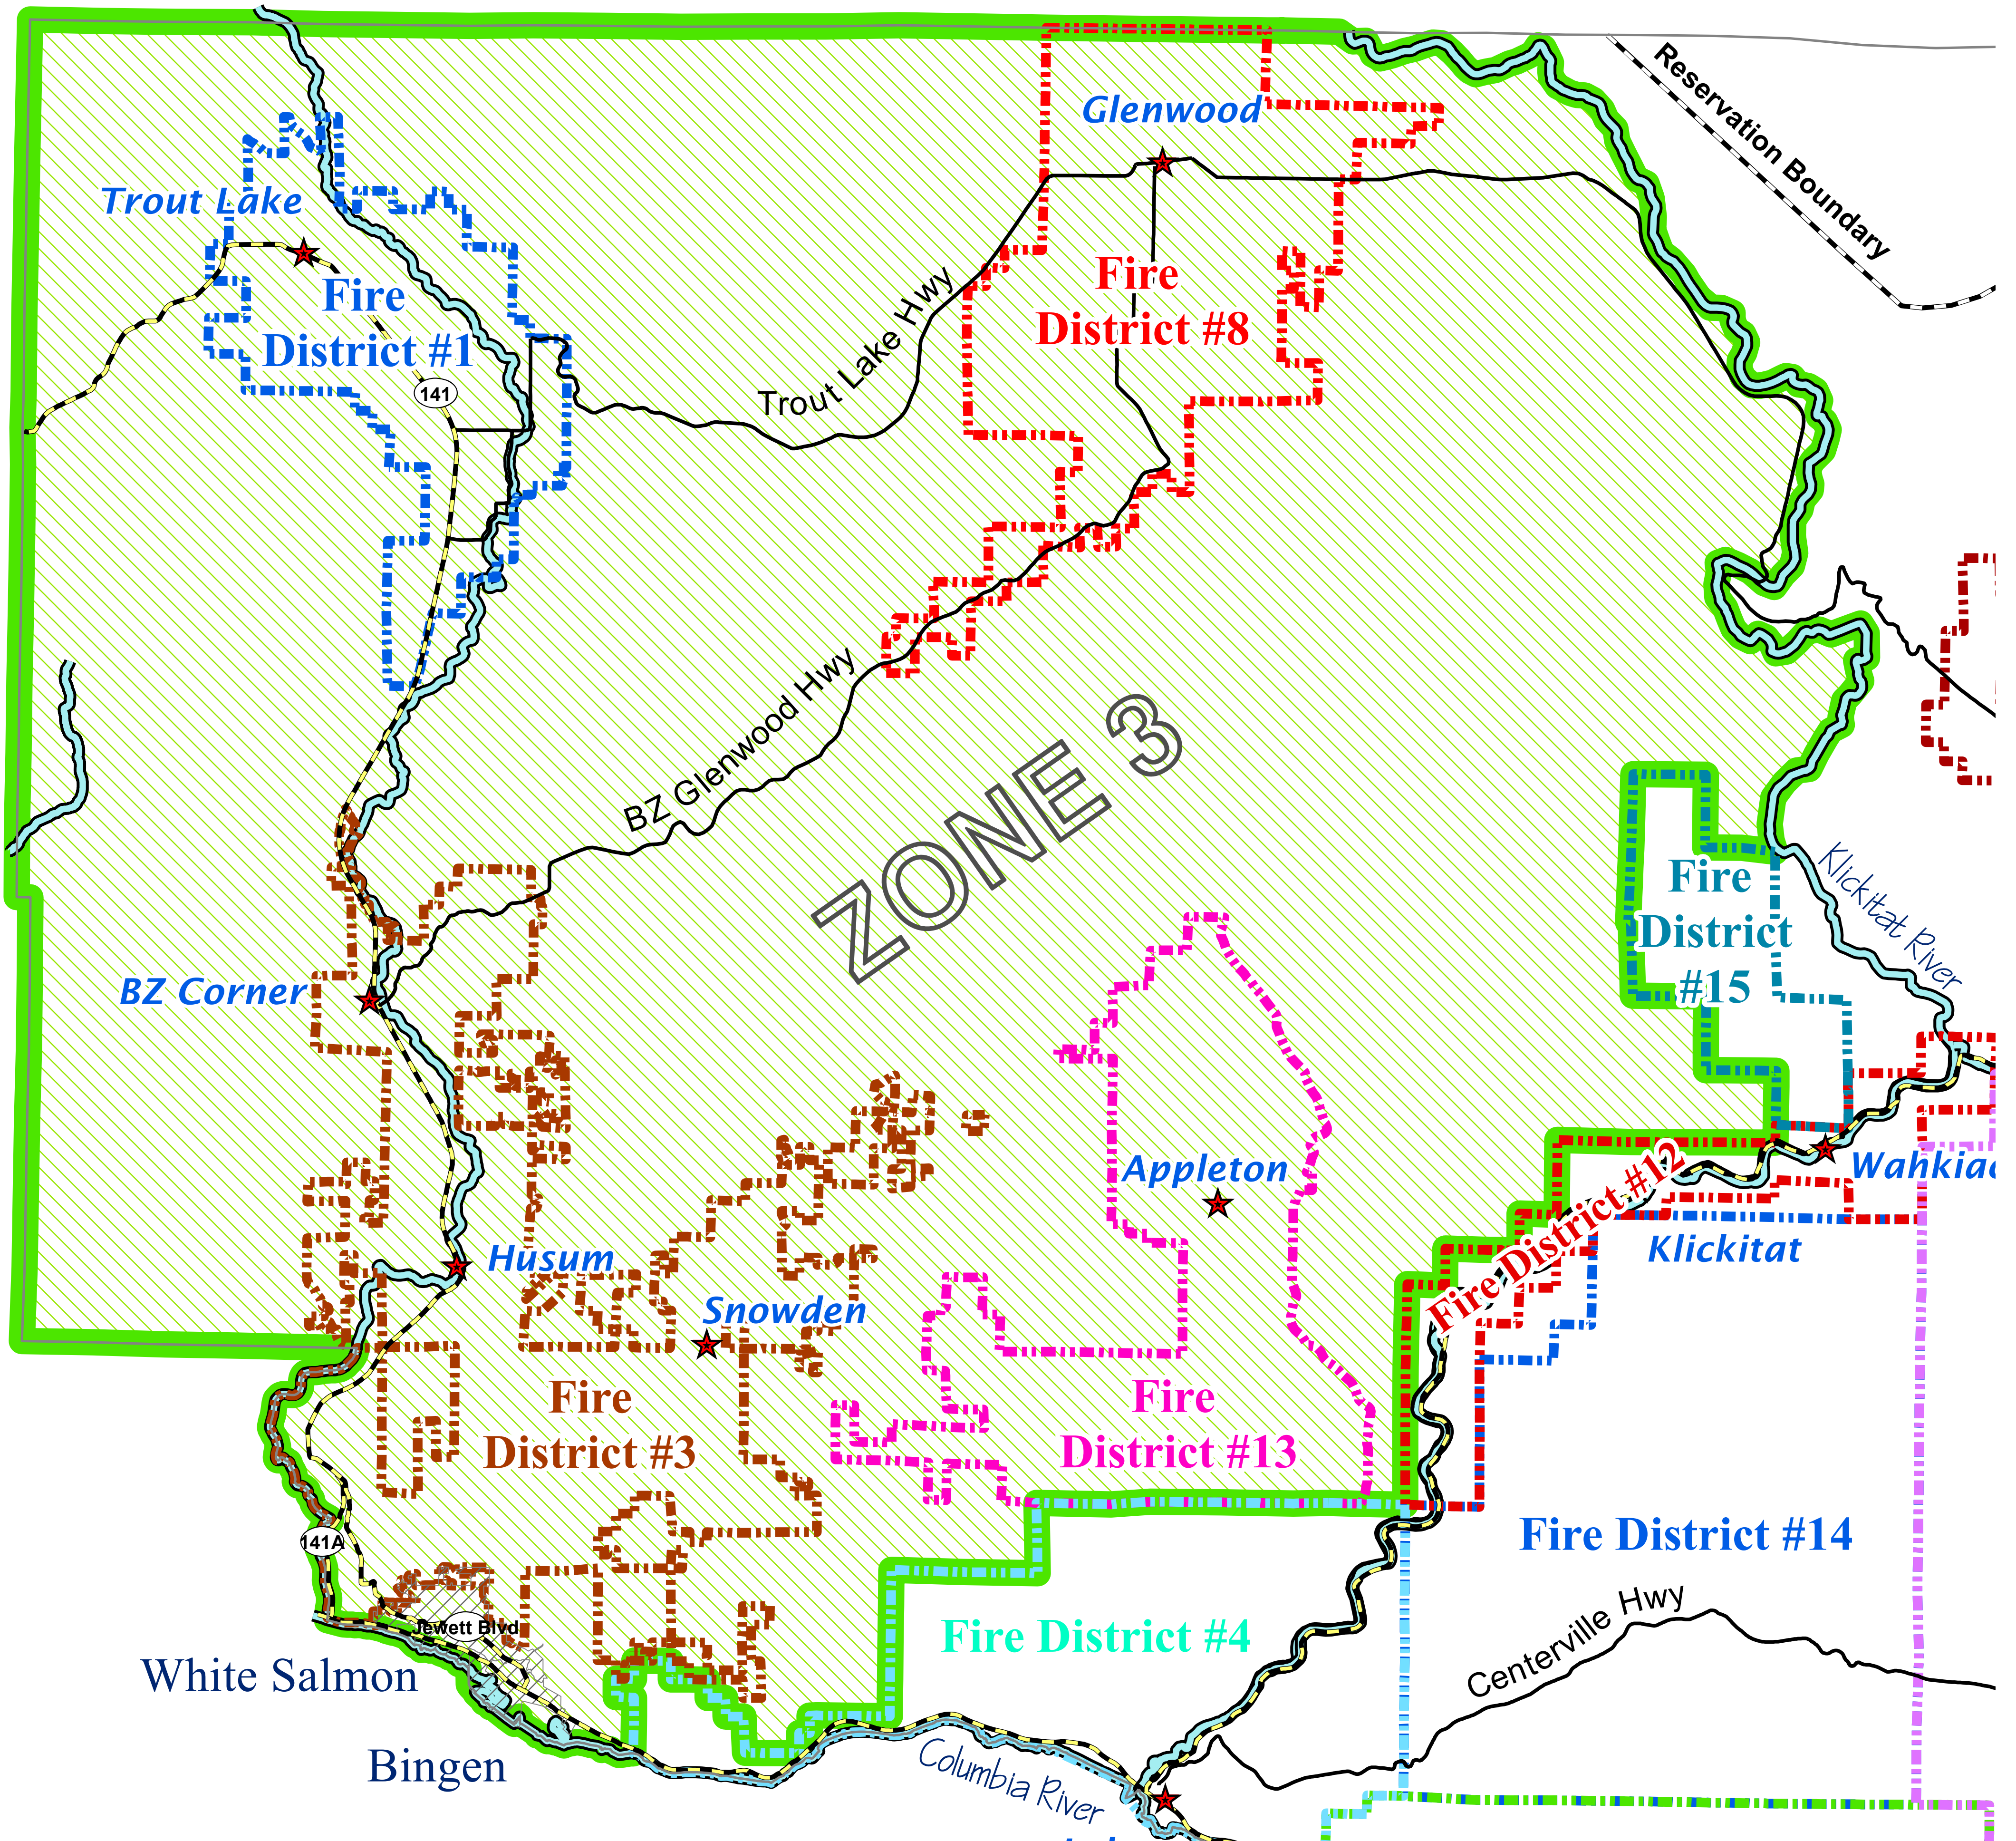 Reservation Boundary
Glenwood
Trout Lake
Fire
District #1
141
Fire
District #8
Trout Lake Hwy
BZ Glenwood Hwy
ZONE 3
Fire
District
#15
Klickitat River
BZ Corner
Appleton
Fire District #12
Klickitat
Husum
Snowden
Fire
District #3
Fire
District #13
141A
Fire District #14
Jewett Blvd
Fire District #4
Centerville Hwy
White Salmon
Bingen
Columbia River